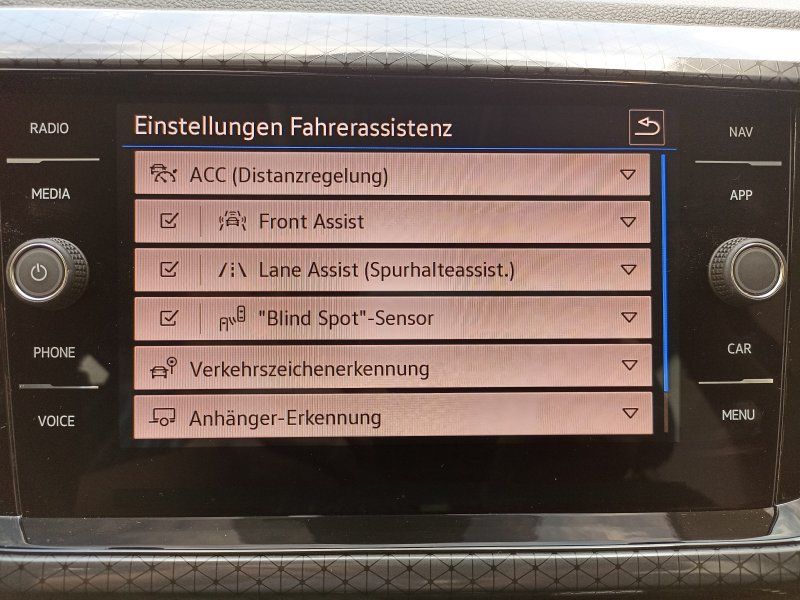 Einstellungen Fahrerassistenz
RADIO
MEDIA
PHONE
VOICE
ACC (Distanzregelung)
Front Assist
Lane Assist (Spurhalteassist.)
"Blind Spot"-Sensor
Verkehrszeichenerkennung
Anhänger-Erkennung
NAV
APP
CAR
MENU